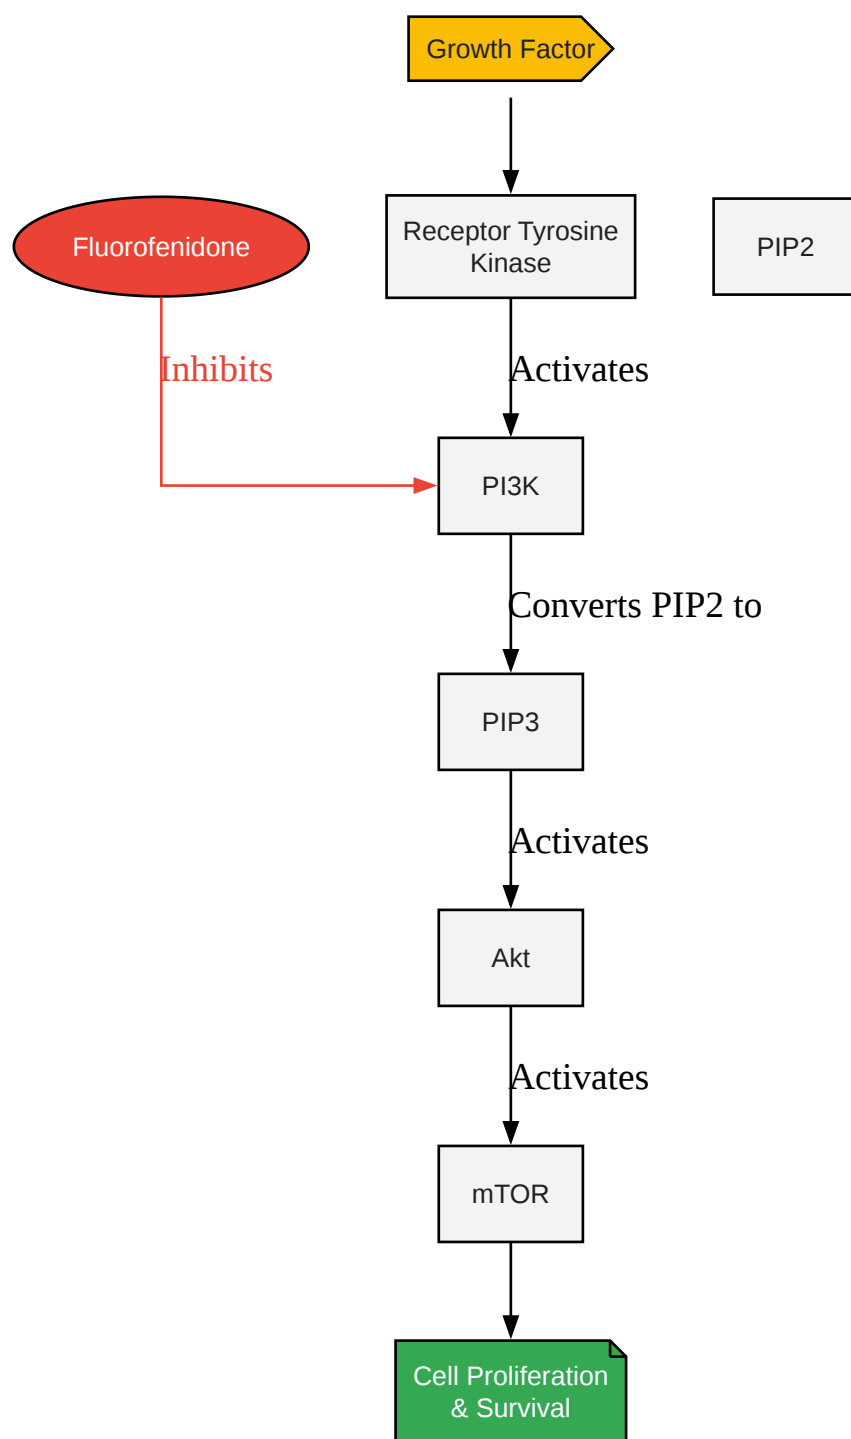 Growth Factor
Fluorofenidone
Receptor Tyrosine
Kinase
PIP2
Inhibits
Activates
PI3K
Converts PIP2 to
PIP3
Activates
Akt
Activates
mTOR
Cell Proliferation
& Survival